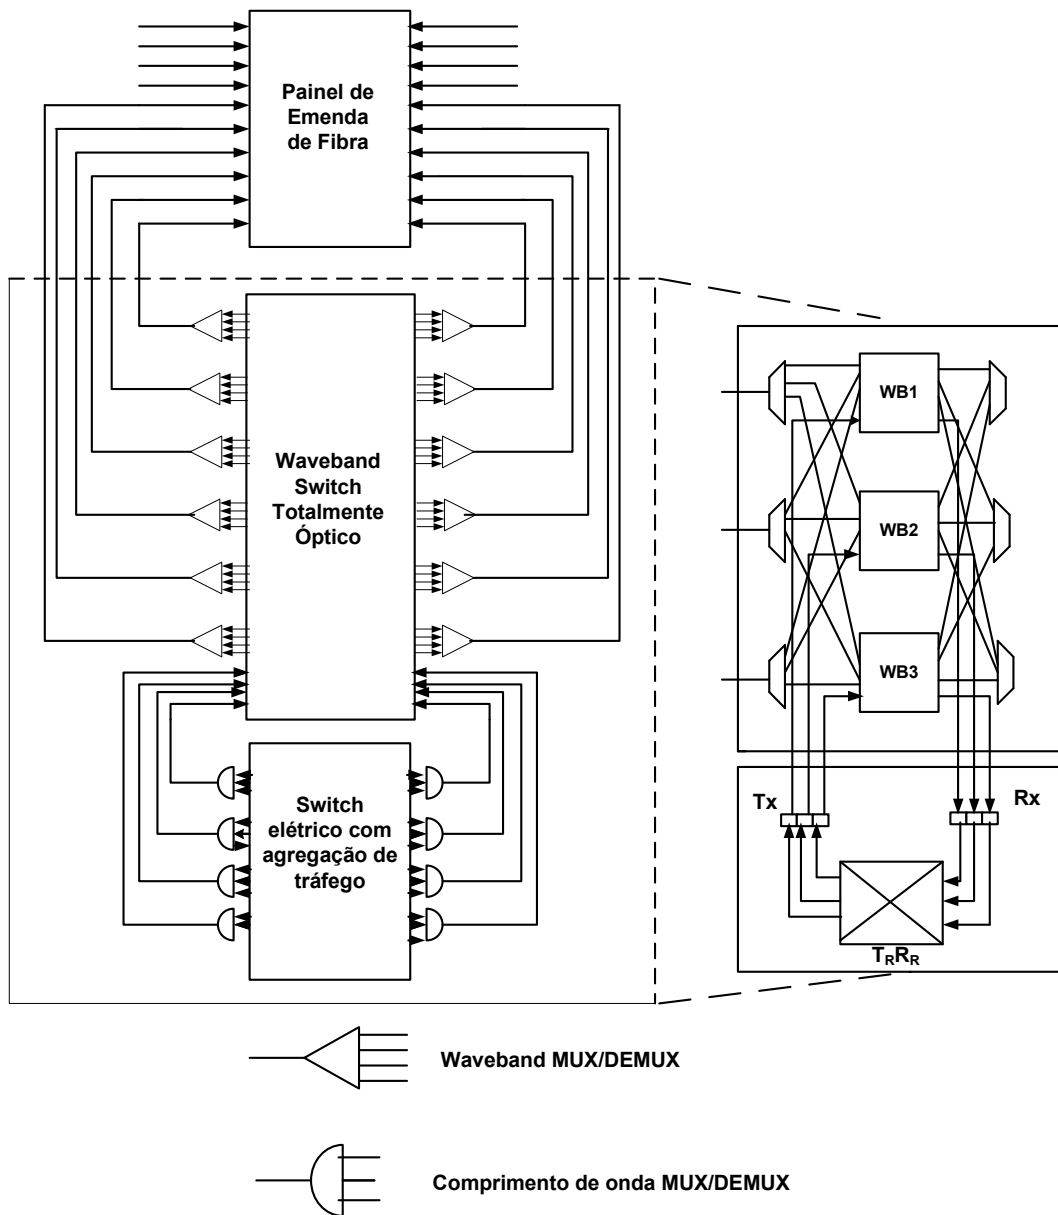 Painel de
Emenda
de Fibra
Waveband
Switch
Totalmente
Óptico
Switch
elétrico com
agregação de
tráfego
WB1
WB2
WB3
Tx
Rx
TRRR
Waveband MUX/DEMUX
Comprimento de onda MUX/DEMUX